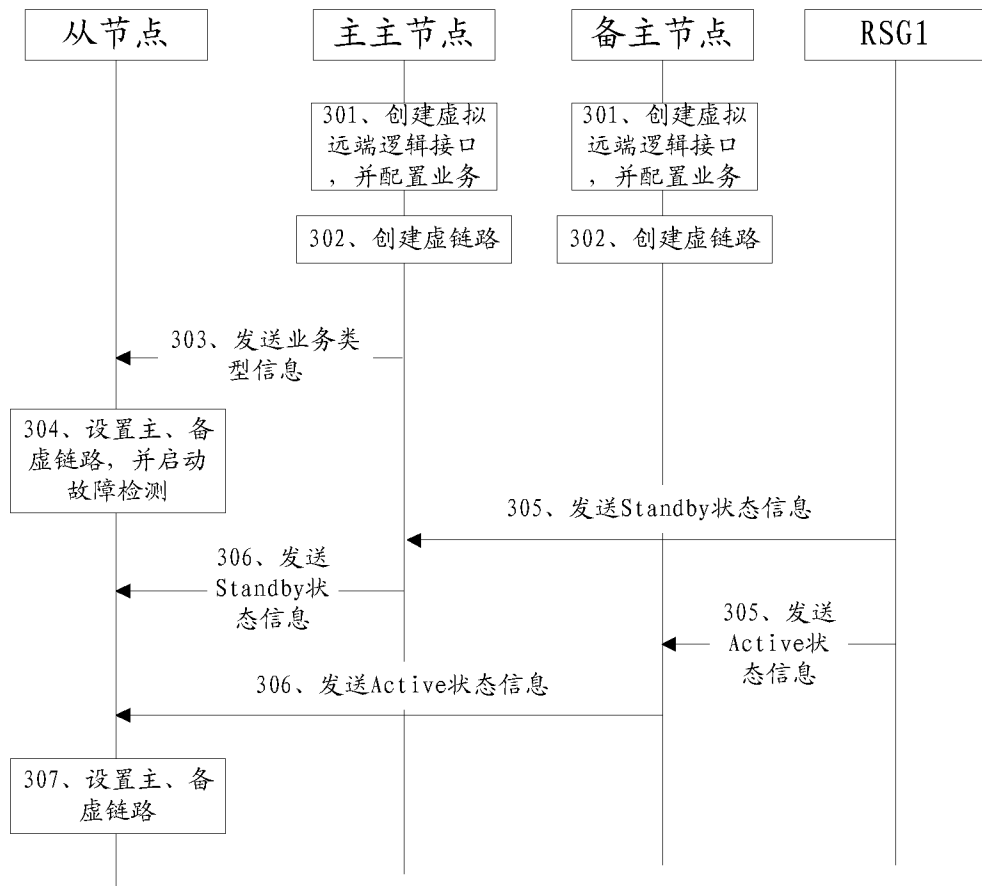 从节点
主主节点
备主节点
RSG1
301、创建虚拟
远端逻辑接口
，并配置业务
301、创建虚拟
远端逻辑接口
，并配置业务
302、创建虚链路
302、创建虚链路
303、发送业务类
型信息
304、设置主、备
虚链路，并启动
故障检测
305、发送Standby状态信息
306、发送
Standby状
态信息
305、发送
Active状
态信息
306、发送Active状态信息
307、设置主、备
虚链路